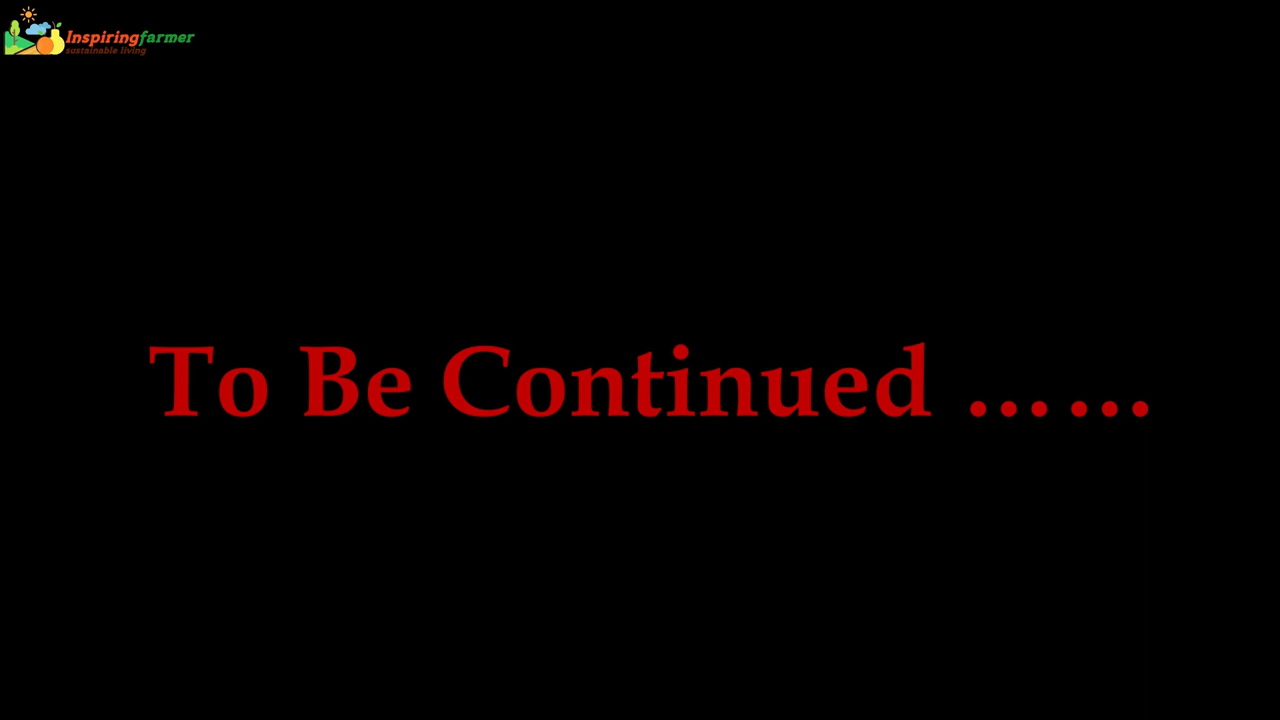 Inspiringfarmer
sustainable living
To Be Continued ......